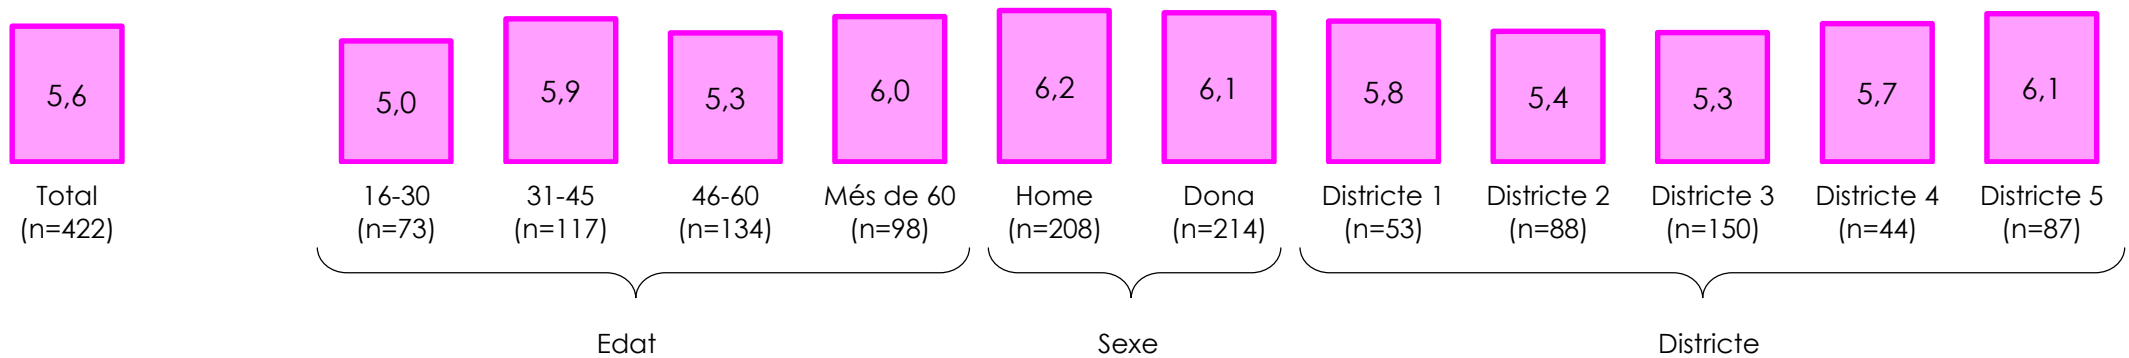 5,6
5,0
5,9
5,3
6,0
6,2
6,1
5,8
5,4
5,3
5,7
6,1
Total
(n=422)
16-30
(n=73)
31-45
(n=117)
46-60
(n=134)
Més de 60
(n=98)
Home
(n=208)
Dona
(n=214)
Districte 1
(n=53)
Districte 2
(n=88)
Districte 3
(n=150)
Districte 4
(n=44)
Districte 5
(n=87)
Edat
Sexe
Districte